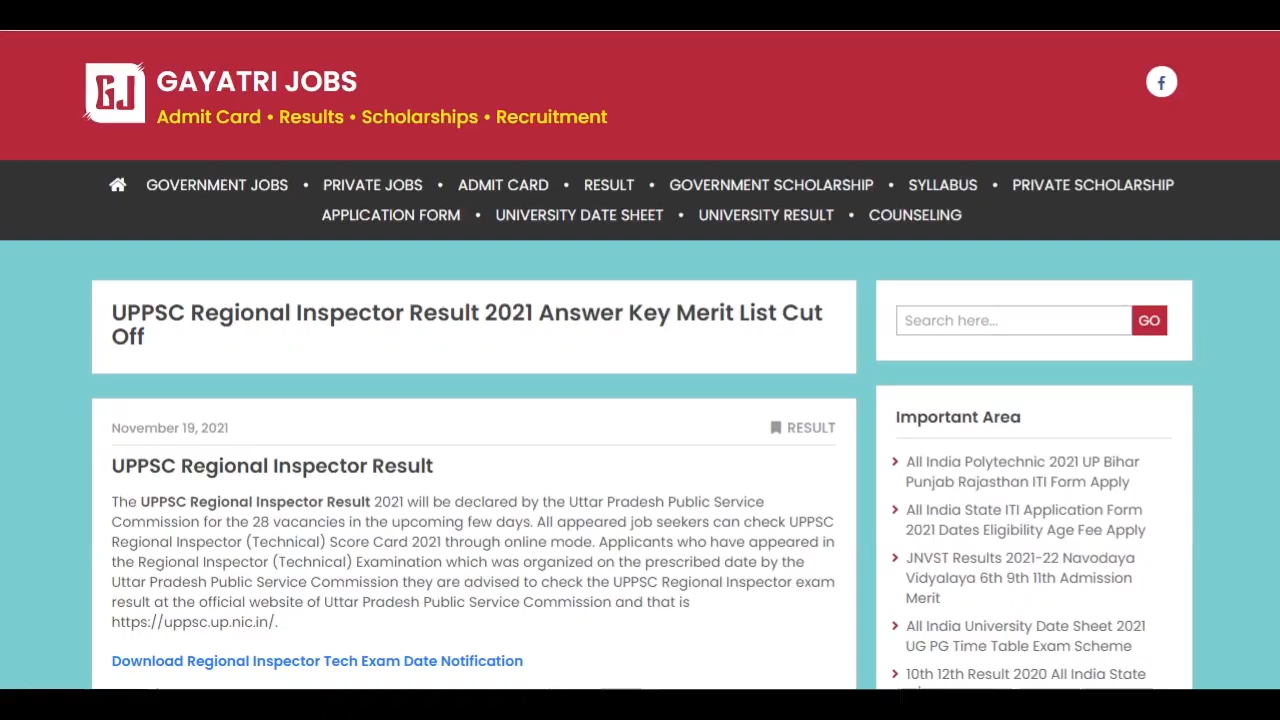 GJ
GAYATRI JOBS
Admit Card • Results • Scholarships • Recruitment
GOVERNMENT JOBS • PRIVATE JOBS • ADMIT CARD • RESULT • GOVERNMENT SCHOLARSHIP • SYLLABUS • PRIVATE SCHOLARSHIP
APPLICATION FORM • UNIVERSITY DATE SHEET • UNIVERSITY RESULT • COUNSELING
UPPSC Regional Inspector Result 2021 Answer Key Merit List Cut
Off
November 19, 2021
RESULT
UPPSC Regional Inspector Result
The UPPSC Regional Inspector Result 2021 will be declared by the Uttar Pradesh Public Service
Commission for the 28 vacancies in the upcoming few days. All appeared job seekers can check UPPSC
Regional Inspector (Technical) Score Card 2021 through online mode. Applicants who have appeared in
the Regional Inspector (Technical) Examination which was organized on the prescribed date by the
Uttar Pradesh Public Service Commission they are advised to check the UPPSC Regional Inspector exam
result at the official website of Uttar Pradesh Public Service Commission and that is
https://uppsc.up.nic.in/.
Download Regional Inspector Tech Exam Date Notification
Search here...
GO
Important Area
All India Polytechnic 2021 UP Bihar
Punjab Rajasthan ITI Form Apply
All India State ITI Application Form
2021 Dates Eligibility Age Fee Apply
JNVST Results 2021-22 Navodaya
Vidyalaya 6th 9th 11th Admission
Merit
All India University Date Sheet 2021
UG PG Time Table Exam Scheme
10th 12th Result 2020 All India State